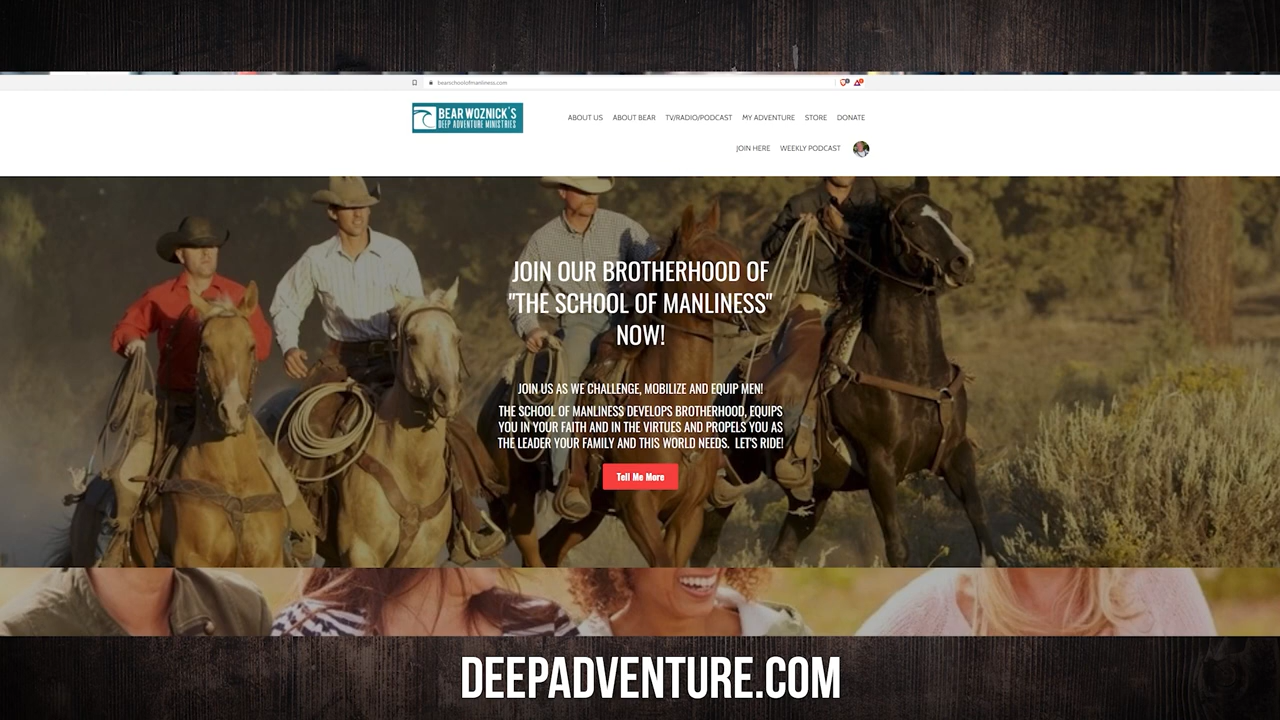 bearschoolofmanliness.com
BEAR WOZNICK'S
DEEP ADVENTURE MINISTRIES
ABOUT US ABOUT BEAR TV/RADIO/PODCAST MY ADVENTURE STORE DONATE
JOIN HERE WEEKLY PODCAST
JOIN OUR BROTHERHOOD OF
"THE SCHOOL OF MANLINESS"
NOW!
JOIN US AS WE CHALLENGE, MOBILIZE AND EQUIP MEN!
THE SCHOOL OF MANLINESS DEVELOPS BROTHERHOOD, EQUIPS
YOU IN YOUR FAITH AND IN THE VIRTUES AND PROPELS YOU AS
THE LEADER YOUR FAMILY AND THIS WORLD NEEDS. LET'S RIDE!
Tell Me More
DEEPADVENTURE.COM